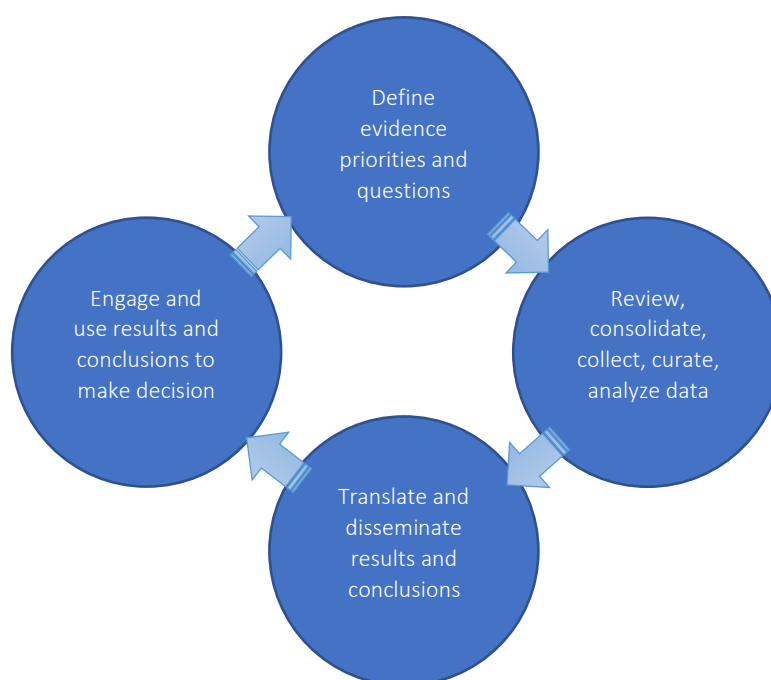 Define
evidence
priorities and
questions
Review,
consolidate,
collect, curate,
analyze data
Translate and
disseminate
results and
conclusions
Engage and
use results and
conclusions to
make decision